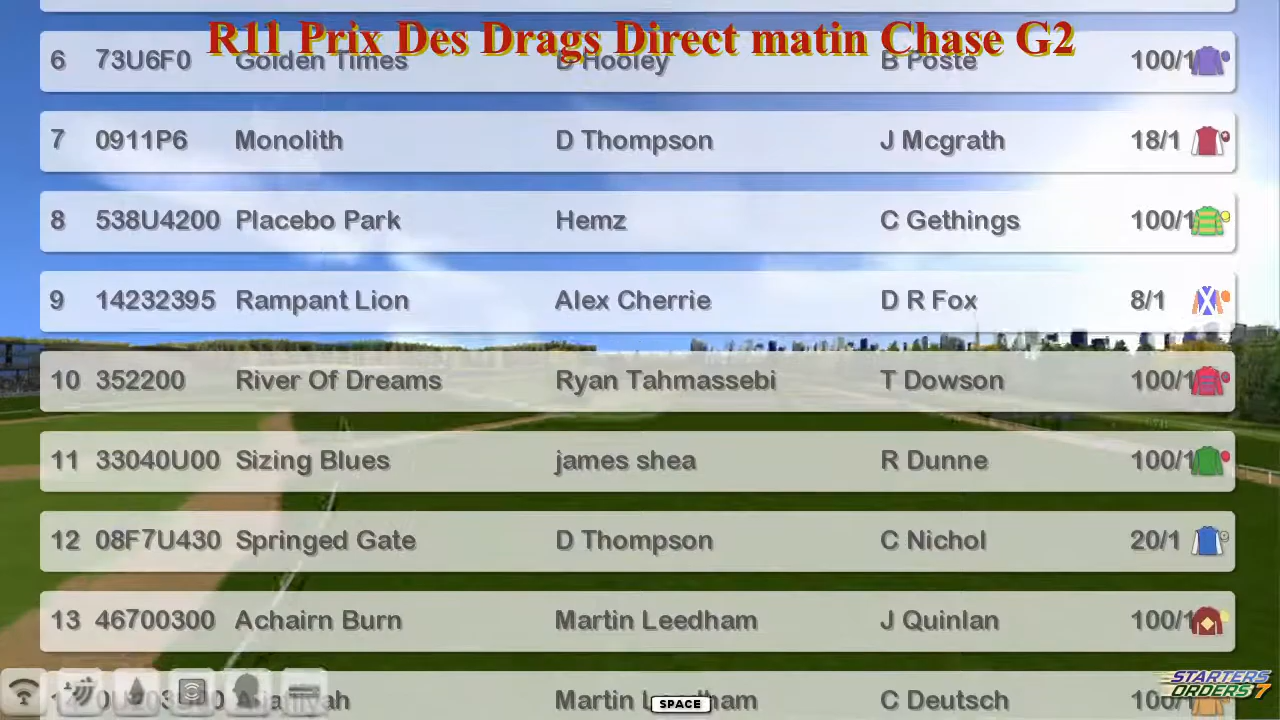 R11 Prix Des Drags Direct matin Chase G2
6 73U6F0 Golden Times D Hooley B Poste 100/1
7 0911P6 Monolith D Thompson J Mcgrath 18/1
8 538U4200 Placebo Park Hemz C Gethings 100/1
9 14232395 Rampant Lion Alex Cherrie D R Fox 8/1
10 352200 River Of Dreams Ryan Tahmassebi T Dowson 100/1
11 33040U00 Sizing Blues james shea R Dunne 100/1
12 08F7U430 Springed Gate D Thompson C Nichol 20/1
13 46700300 Achairn Burn Martin Leedham J Quinlan 100/1
Martin Leedham C Deutsch
SPACE
STARTERS
ORDERS 7